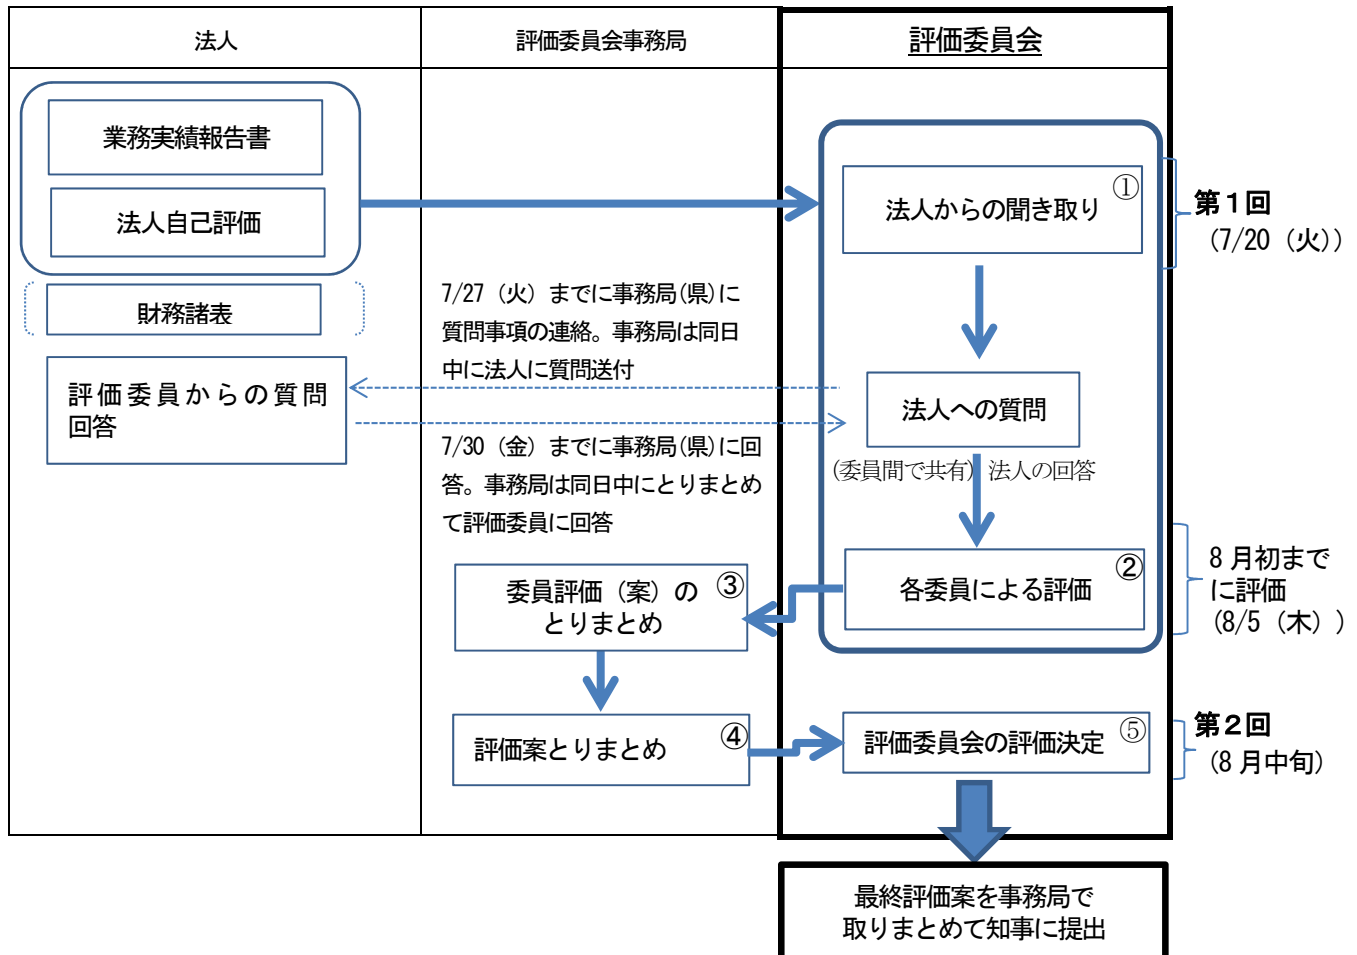 法人
評価委員会事務局
評価委員会
業務実績報告書
法人自己評価
財務諸表
評価委員からの質問
回答
7/27（火）までに事務局(県)に
質問事項の連絡。事務局は同日
中に法人に質問送付
7/30（金）までに事務局(県)に回
答。事務局は同日中にとりまとめ
て評価委員に回答
①
法人からの聞き取り
第１回
（7/20（火））
法人への質問
(委員間で共有) 法人の回答
②
各委員による評価
8 月初まで
に評価
(8/5（木）)
③
委員評価（案）の
とりまとめ
④
評価案とりまとめ
⑤
評価委員会の評価決定
第２回
（8 月中旬）
最終評価案を事務局で
取りまとめて知事に提出